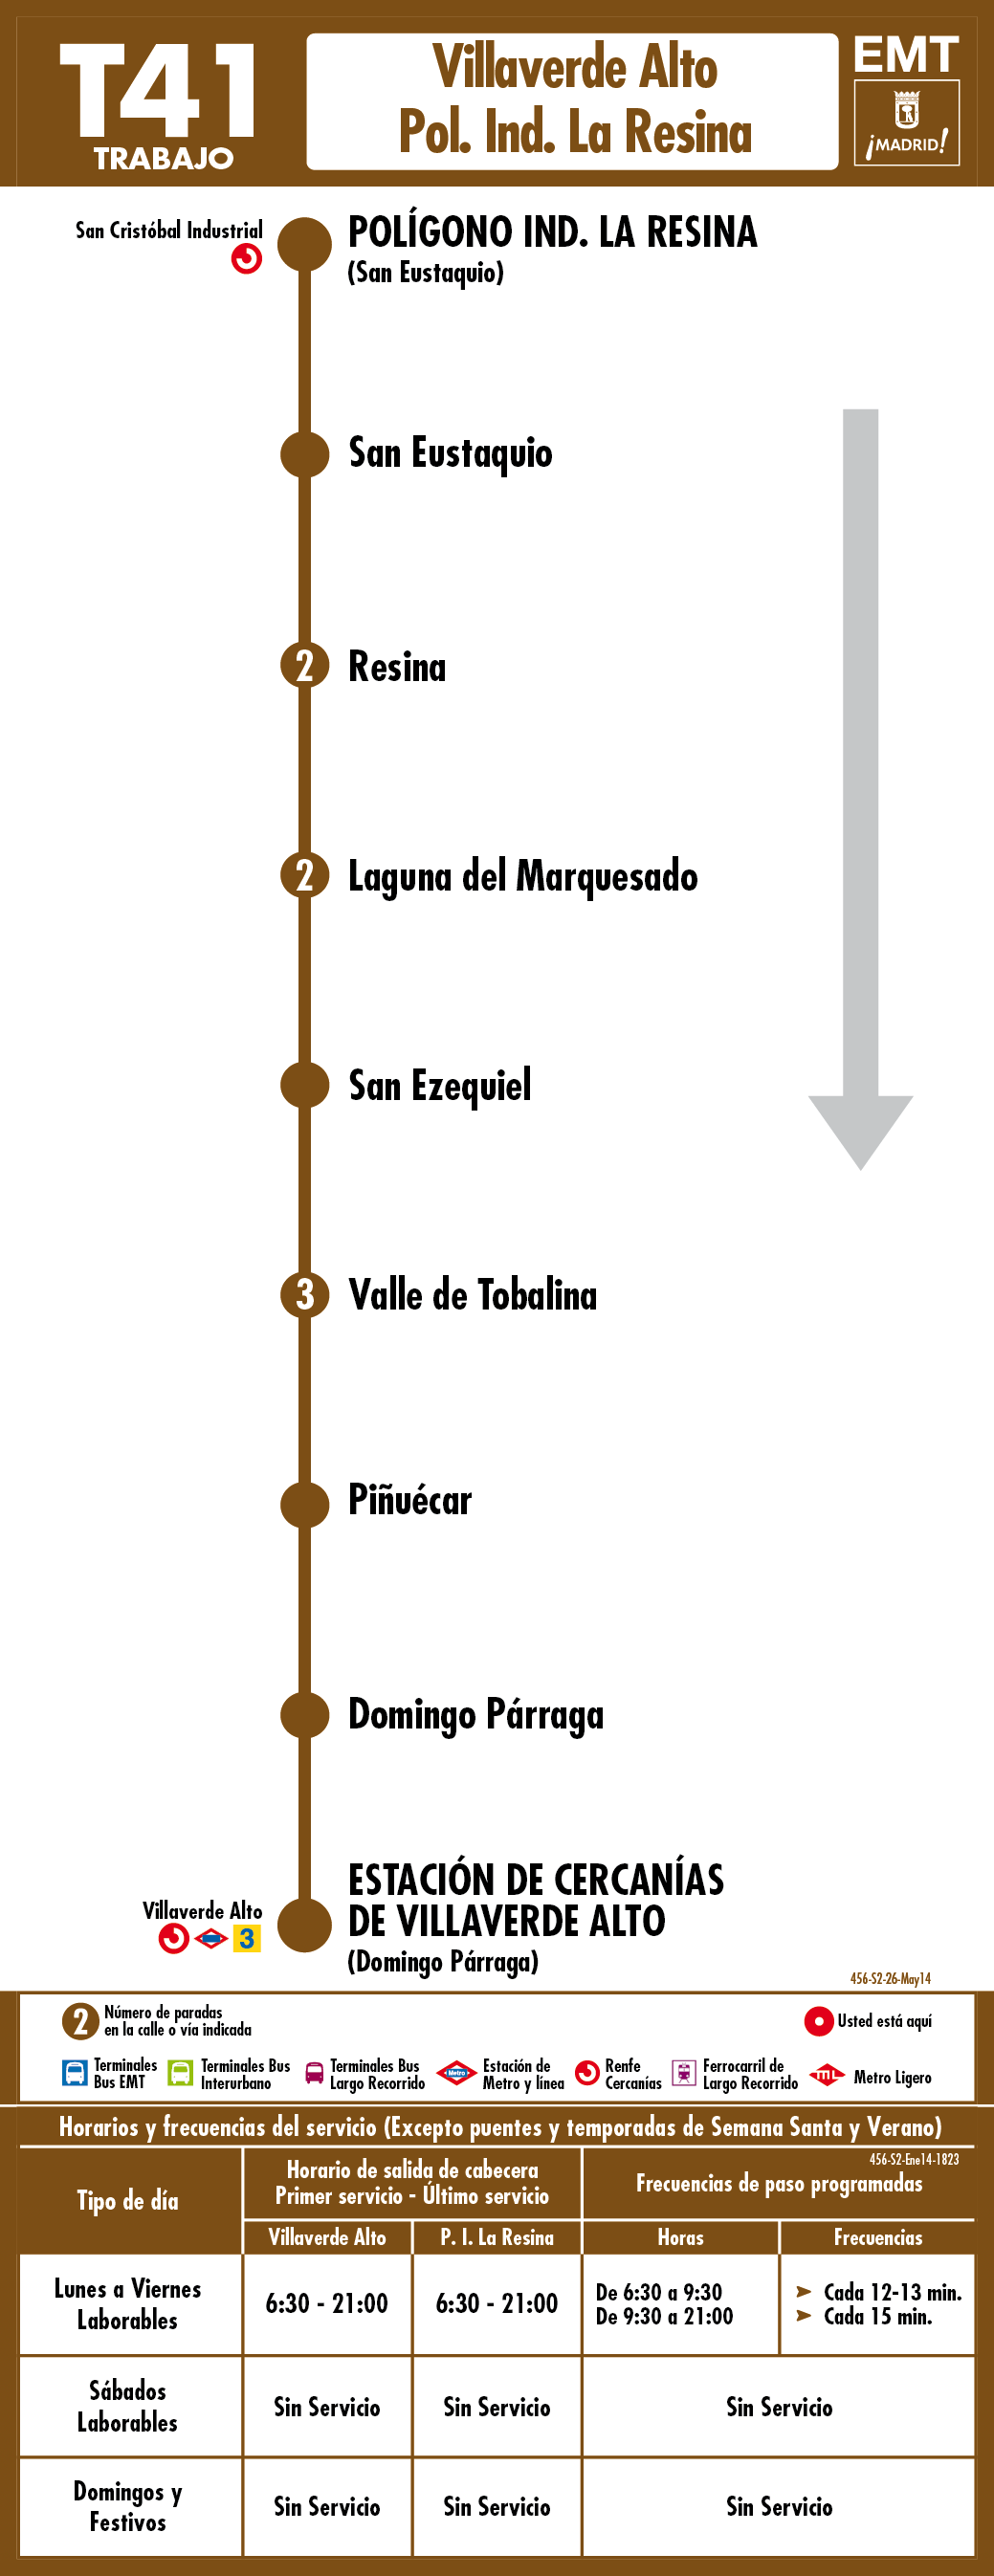 T41
TRABAJO
Villaverde Alto
Pol. Ind. La Resina
EMT
¡MADRID!
San Cristóbal Industrial
POLÍGONO IND. LA RESINA
(San Eustaquio)
San Eustaquio
2 Resina
2 Laguna del Marquesado
San Ezequiel
3 Valle de Tobalina
Piñuécar
Domingo Párraga
Villaverde Alto
3
ESTACIÓN DE CERCANÍAS
DE VILLAVERDE ALTO
(Domingo Párraga)
456-S2-26-May14
2 Número de paradas
en la calle o vía indicada
Usted está aquí
Terminales
Bus EMT
Terminales Bus
Interurbano
Terminales Bus
Largo Recorrido
Metro
Estación de
Metro y línea
Renfe
Cercanías
Ferrocarril de
Largo Recorrido
mL
Metro Ligero
Horarios y frecuencias del servicio (Excepto puentes y temporadas de Semana Santa y Verano)
456-S2-Ene14-1823
Tipo de día
Horario de salida de cabecera
Primer servicio - Último servicio
Frecuencias de paso programadas
Villaverde Alto
P. I. La Resina
Horas
Frecuencias
Lunes a Viernes
Laborables
6:30 - 21:00
6:30 - 21:00
De 6:30 a 9:30
De 9:30 a 21:00
➤ Cada 12-13 min.
➤ Cada 15 min.
Sábados
Laborables
Sin Servicio
Sin Servicio
Sin Servicio
Domingos y
Festivos
Sin Servicio
Sin Servicio
Sin Servicio